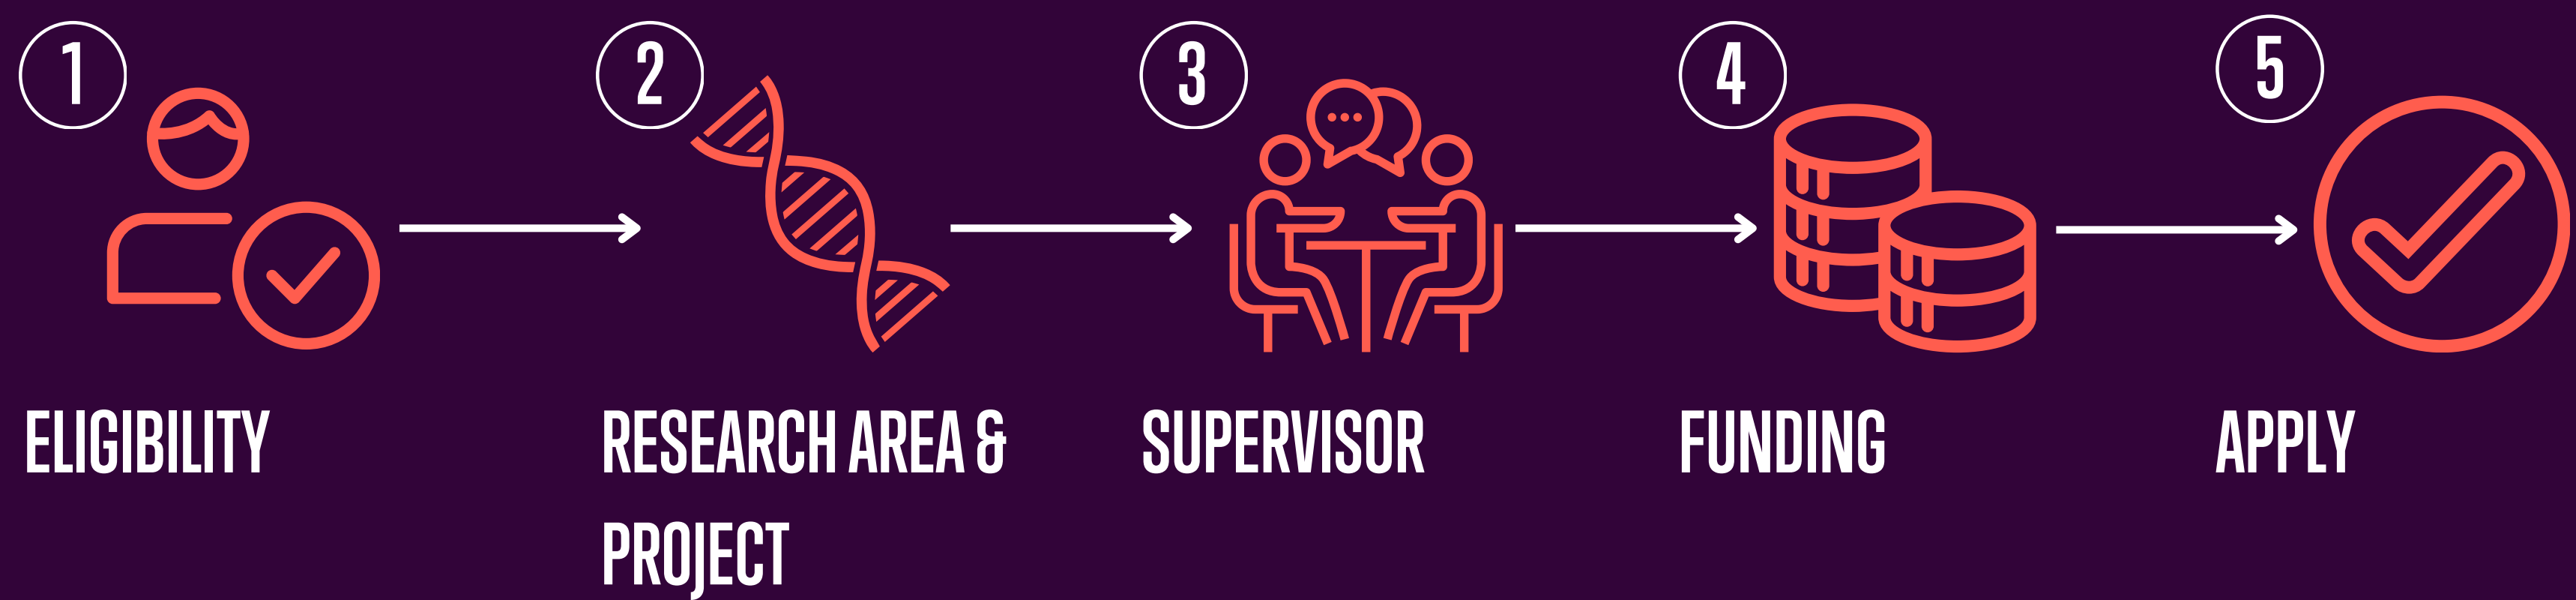 1
ELIGIBILITY
2
RESEARCH AREA &
PROJECT
3
SUPERVISOR
4
FUNDING
5
APPLY